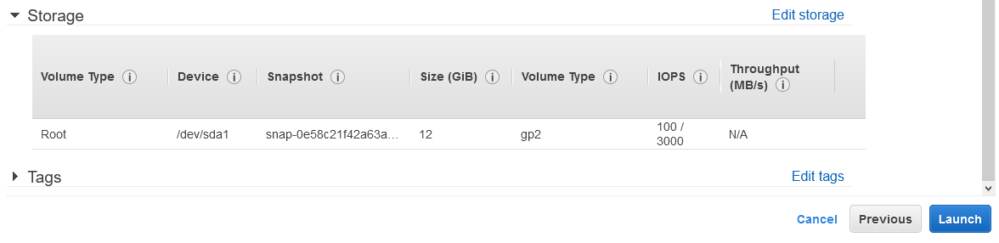 Storage Edit storage
Volume Type Device Snapshot Size (GiB) Volume Type IOPS Throughput (MB/s)
Root /dev/sda1 snap-0e58c21f42a63a... 12 gp2 100 / 3000 N/A
Tags Edit tags
Cancel Previous Launch